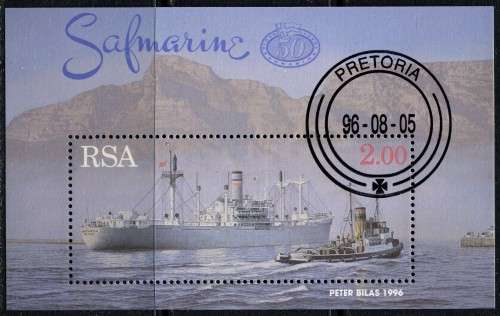 Safmarine 50
PRETORIA
96-08-05
RSA
2.00
PETER BILAS 1996